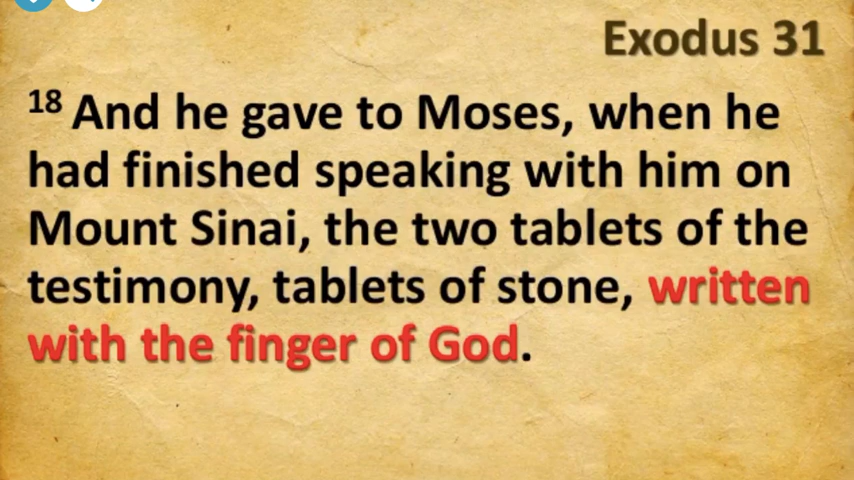 Exodus 31
18 And he gave to Moses, when he
had finished speaking with him on
Mount Sinai, the two tablets of the
testimony, tablets of stone, written
with the finger of God.